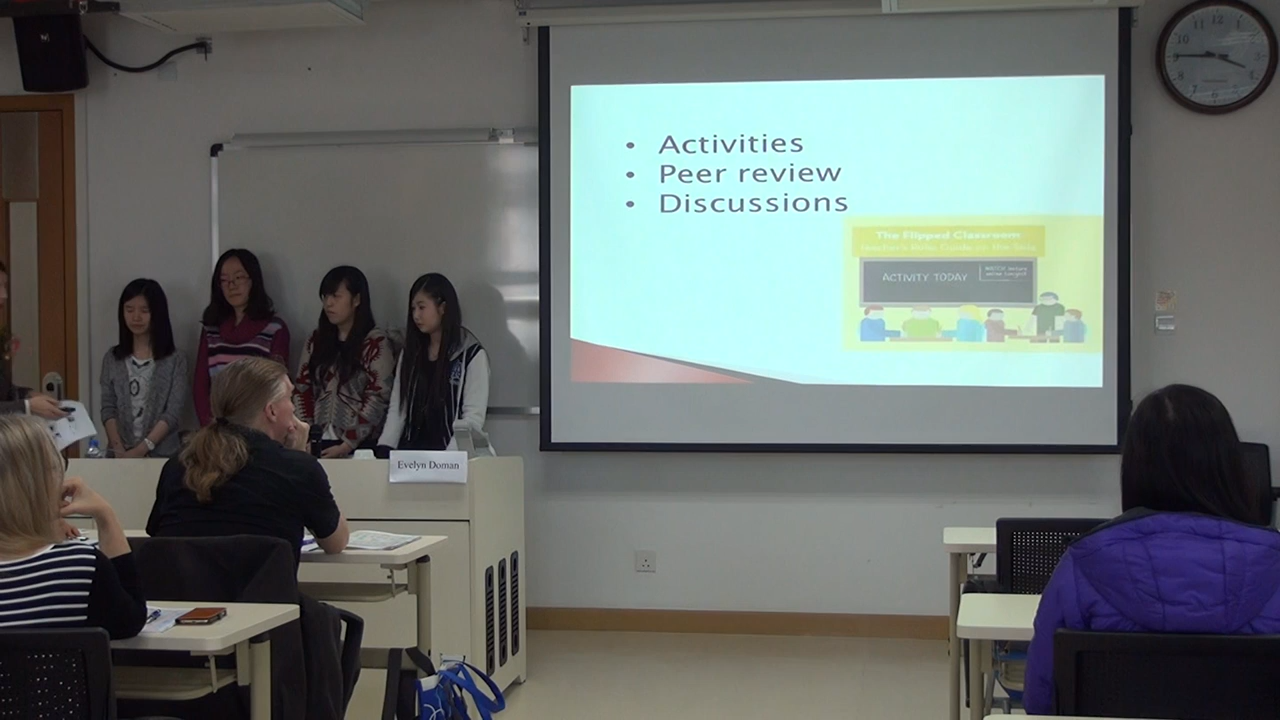 • Activities
• Peer review
• Discussions
The Flipped Classroom
ACTIVITY TODAY
Evelyn Doman